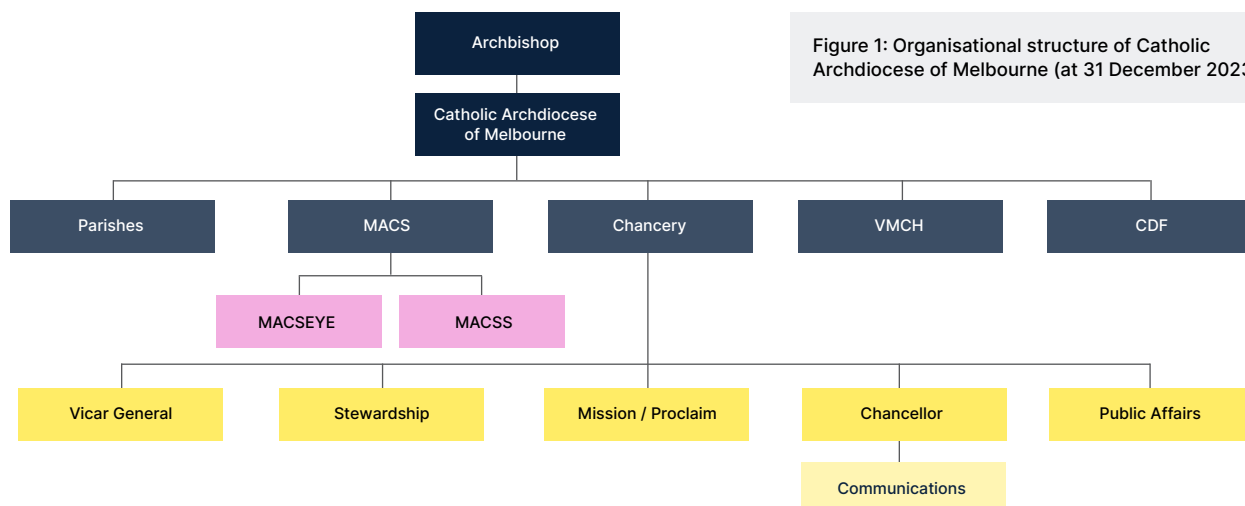 Archbishop
Figure 1: Organisational structure of Catholic
Archdiocese of Melbourne (at 31 December 2023
Catholic Archdiocese
of Melbourne
Parishes
MACS
Chancery
VMCH
CDF
MACSEYE
MACSS
Vicar General
Stewardship
Mission / Proclaim
Chancellor
Public Affairs
Communications